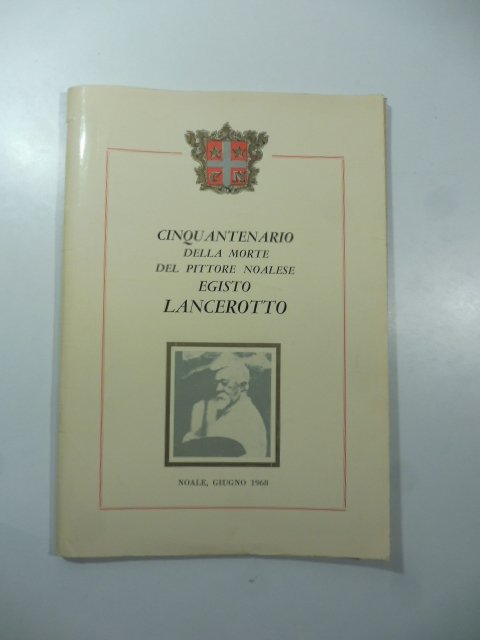 CINQUANTENARIO
DELLA MORTE
DEL PITTORE NOALESE
EGISTO
LANCEROTTO
NOALE, GIUGNO 1968